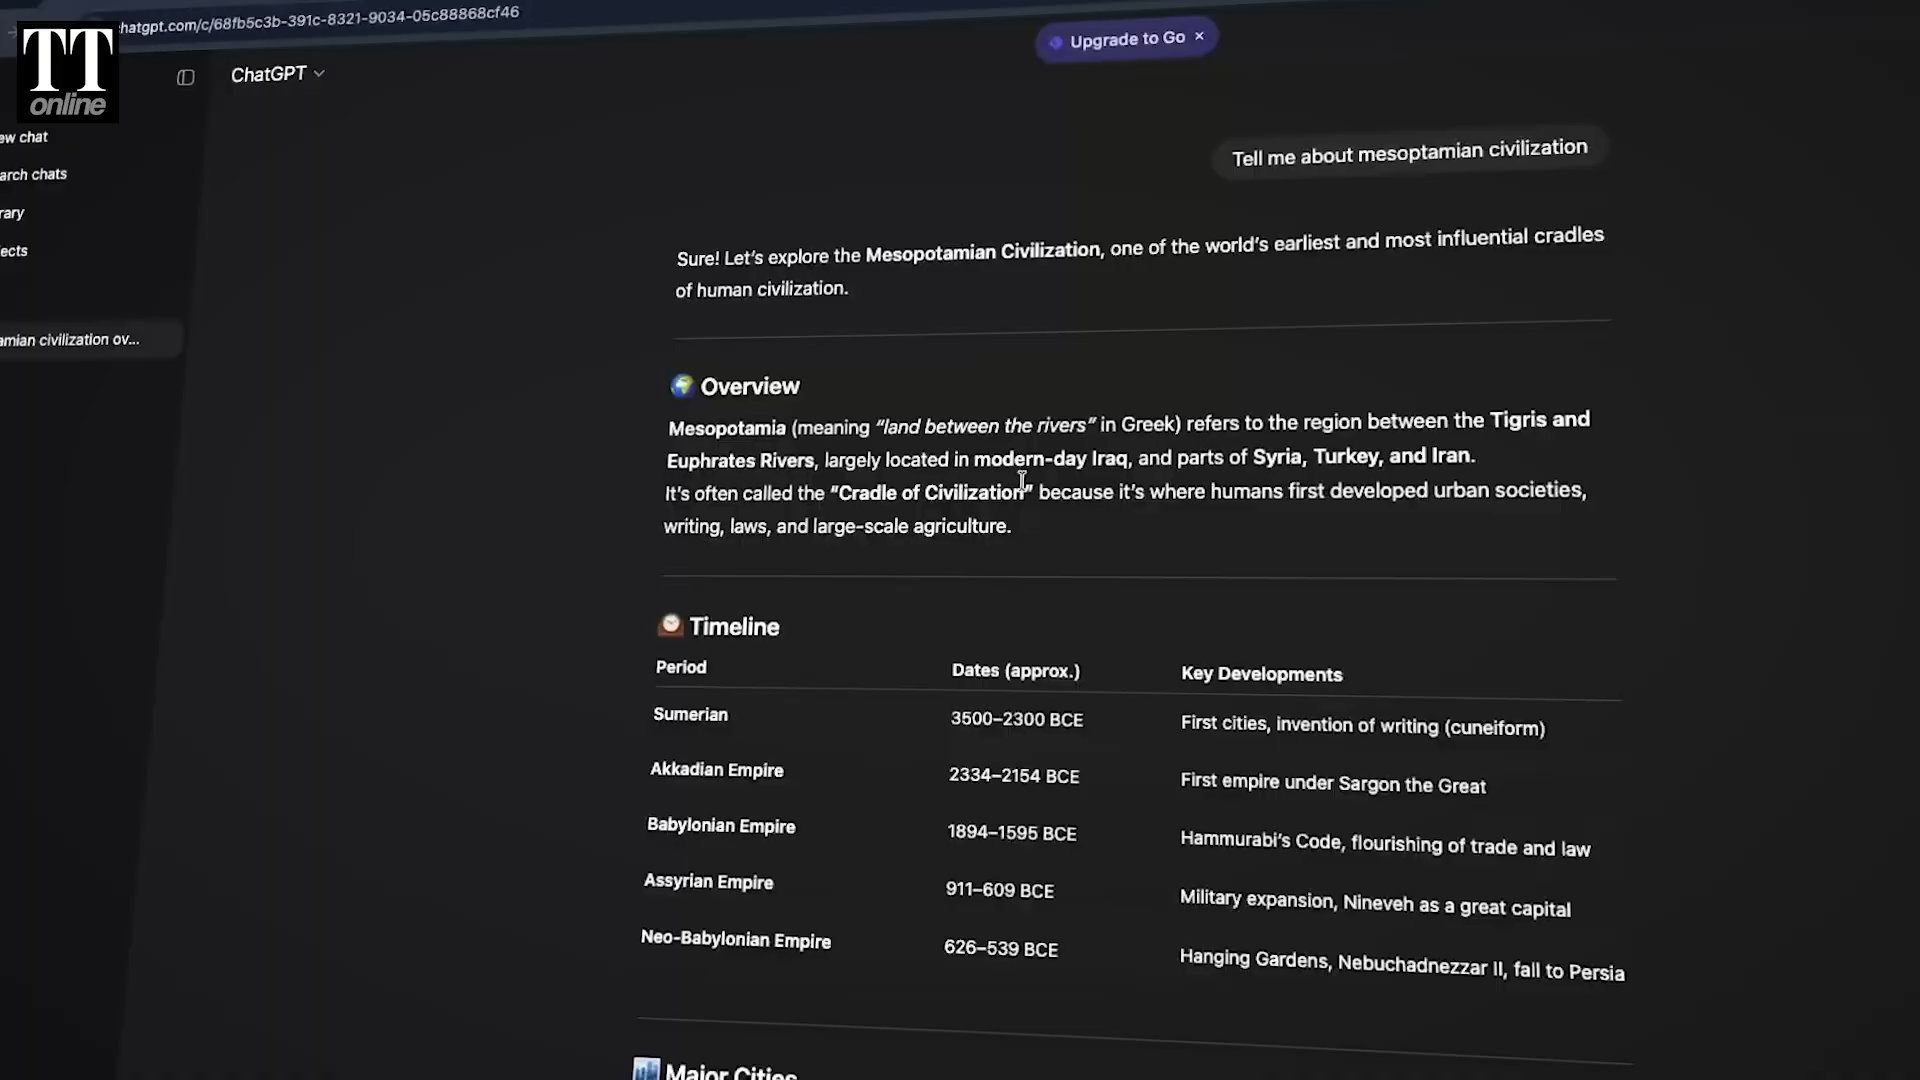 chatgpt.com/c/68fb5c3b-391c-8321-9034-05c88868cf46
TT
online
Upgrade to Go ×
ChatGPT
ew chat
arch chats
rary
ects
amian civilization ov...
Tell me about mesoptamian civilization
Sure! Let's explore the Mesopotamian Civilization, one of the world's earliest and most influential cradles
of human civilization.
Overview
Mesopotamia (meaning “land between the rivers” in Greek) refers to the region between the Tigris and
Euphrates Rivers, largely located in modern-day Iraq, and parts of Syria, Turkey, and Iran.
It's often called the “Cradle of Civilization” because it's where humans first developed urban societies,
writing, laws, and large-scale agriculture.
Timeline
Period Dates (approx.) Key Developments
Sumerian 3500–2300 BCE First cities, invention of writing (cuneiform)
Akkadian Empire 2334–2154 BCE First empire under Sargon the Great
Babylonian Empire 1894–1595 BCE Hammurabi's Code, flourishing of trade and law
Assyrian Empire 911–609 BCE Military expansion, Nineveh as a great capital
Neo-Babylonian Empire 626–539 BCE Hanging Gardens, Nebuchadnezzar II, fall to Persia
Major Cities